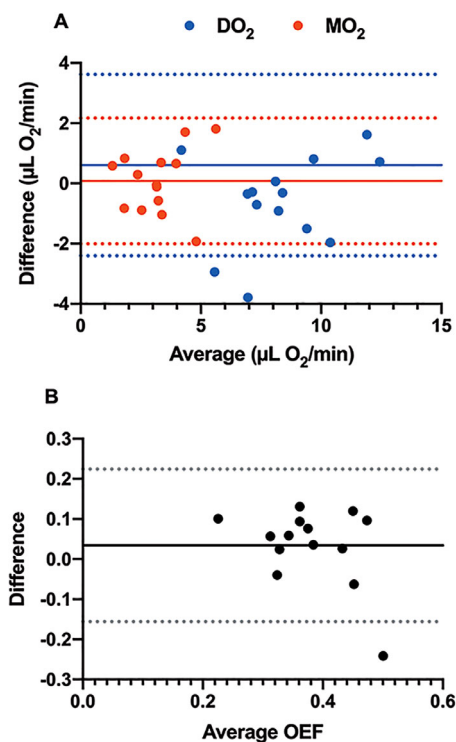 A
DO₂ MO₂
4
2
0
-2
-4
Difference (µL O₂/min)
0 5 10 15
Average (µL O₂/min)
B
0.3
0.2
0.1
0.0
-0.1
-0.2
-0.3
Difference
0.0 0.2 0.4 0.6
Average OEF